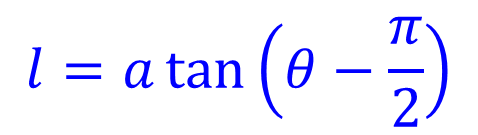 l = a tan(θ − π/2)